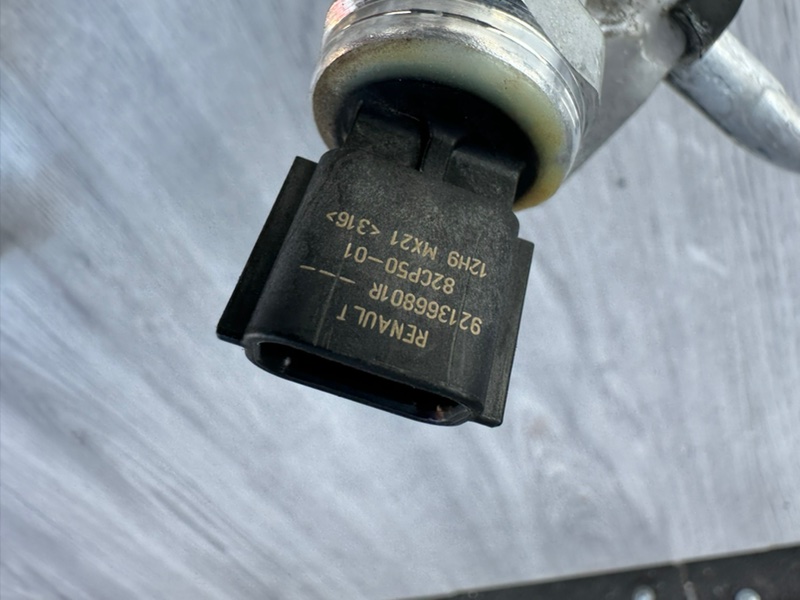 RENAULT
921366801R ---
82CP50-01
12H9 MX21 <316>